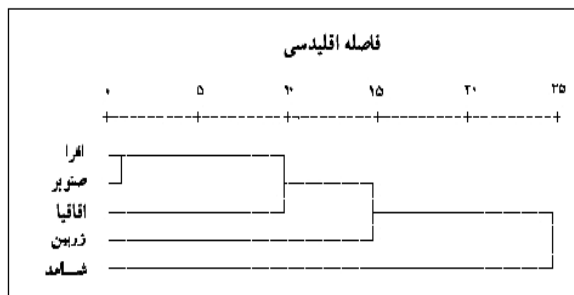 فاصله اقلیدسی
۰ ۵ ۱۰ ۱۵ ۲۰ ۲۵
افرا
صنوبر
اقاقیا
زربین
شاهد